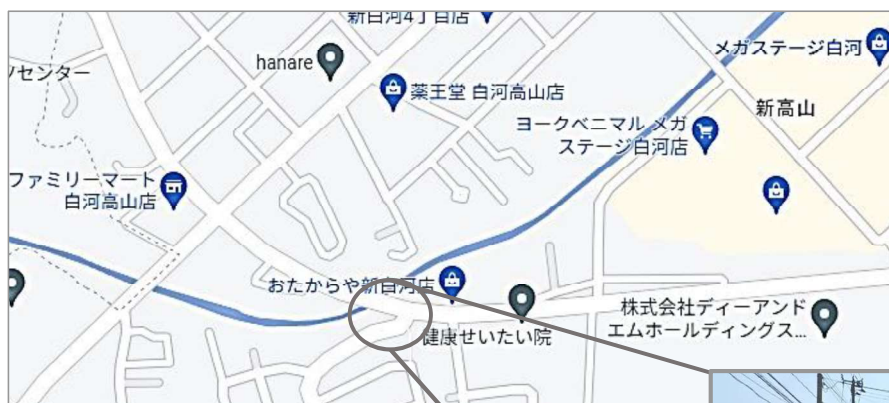 新白河4丁目店
hanare
メガステージ白河
ツセンター
薬王堂 白河高山店
新高山
ヨークベニマル メガ
ステージ白河店
ファミリーマート
白河高山店
おたからや新白河店
健康せいたい院
株式会社ディーアンド
エムホールディングス...